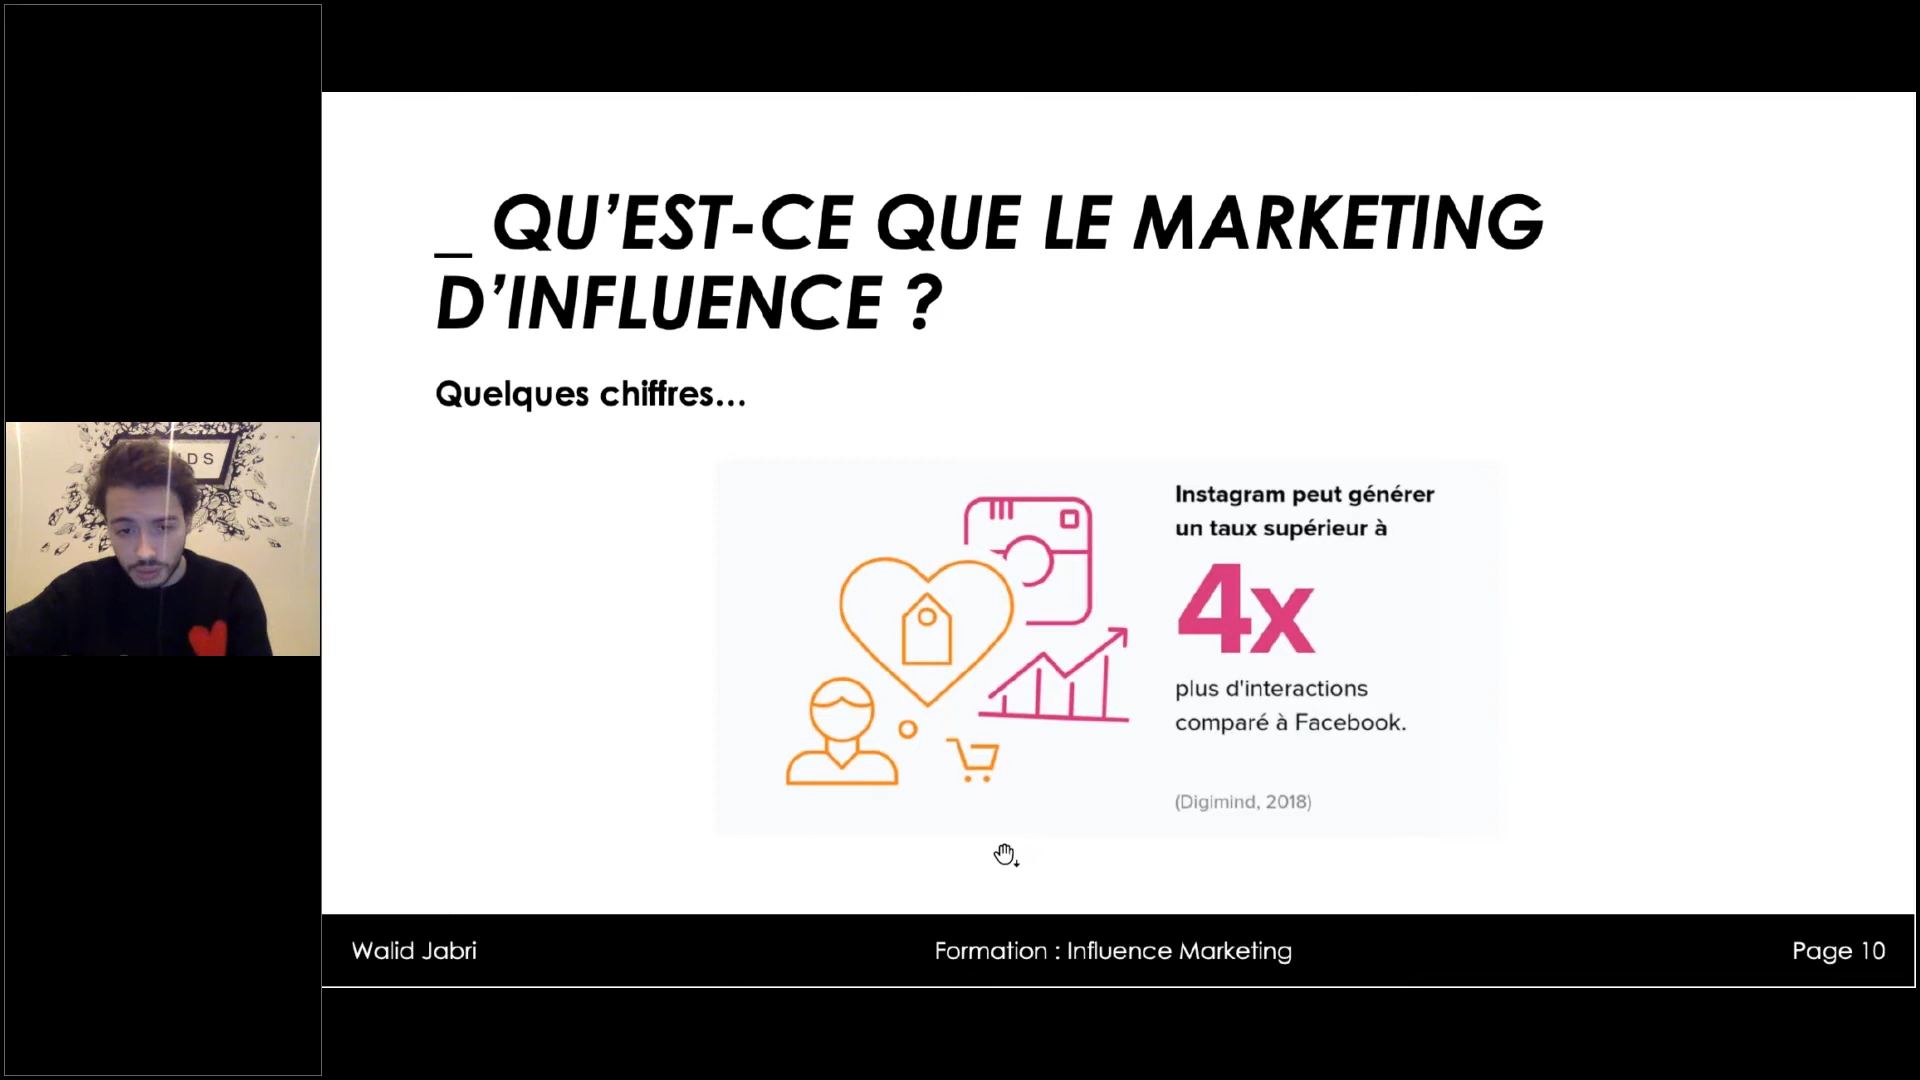 _ QU’EST-CE QUE LE MARKETING
D’INFLUENCE ?
Quelques chiffres...
Instagram peut générer
un taux supérieur à
4x
plus d'interactions
comparé à Facebook.
(Digimind, 2018)
Walid Jabri
Formation : Influence Marketing
Page 10